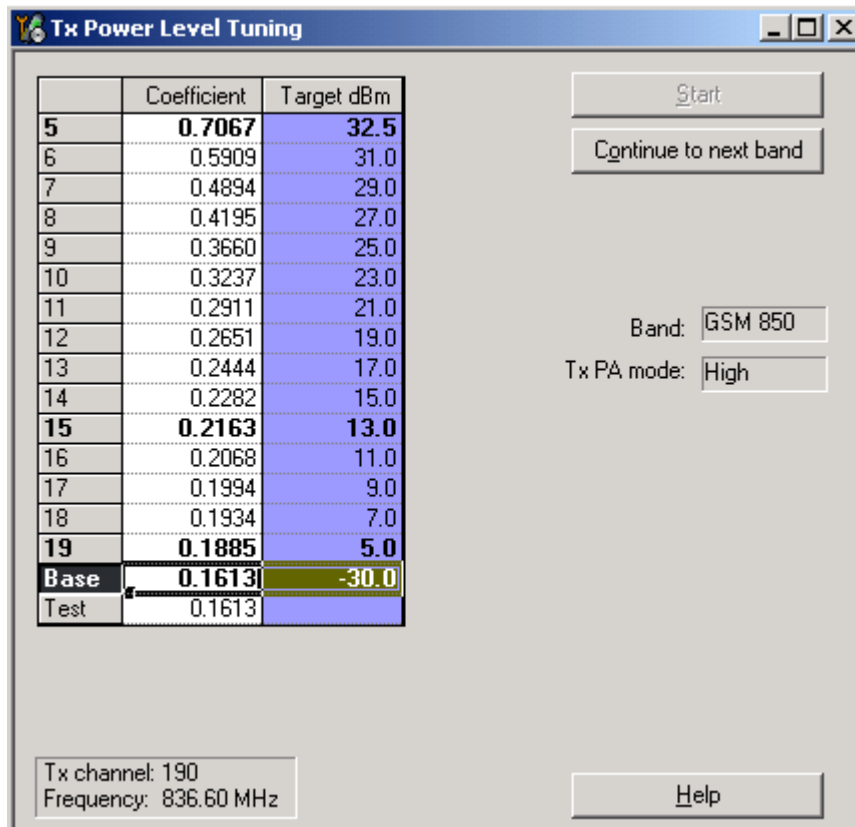 Tx Power Level Tuning
Coefficient Target dBm
5 0.7067 32.5
6 0.5909 31.0
7 0.4894 29.0
8 0.4195 27.0
9 0.3660 25.0
10 0.3237 23.0
11 0.2911 21.0
12 0.2651 19.0
13 0.2444 17.0
14 0.2282 15.0
15 0.2163 13.0
16 0.2068 11.0
17 0.1994 9.0
18 0.1934 7.0
19 0.1885 5.0
Base 0.1613 -30.0
Test 0.1613
Start
Continue to next band
Band: GSM 850
Tx PA mode: High
Tx channel: 190
Frequency: 836.60 MHz
Help